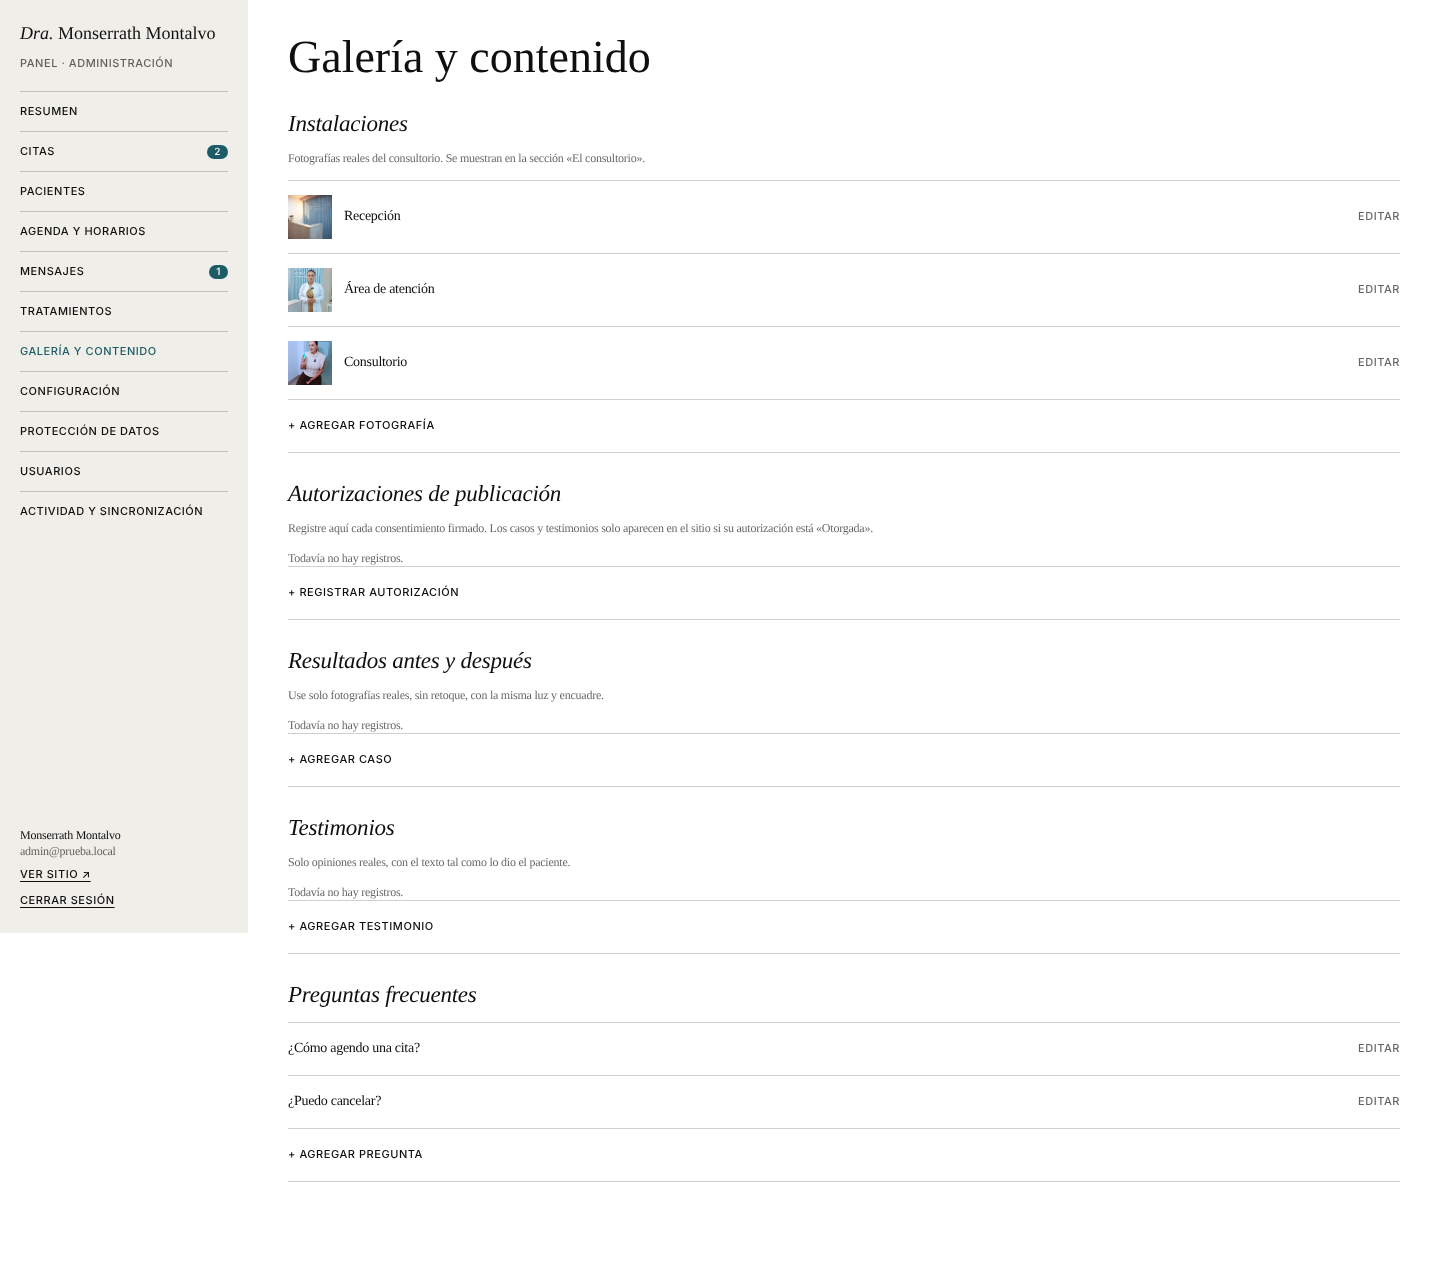 Dra. Monserrath Montalvo
PANEL · ADMINISTRACIÓN
RESUMEN
CITAS 2
PACIENTES
AGENDA Y HORARIOS
MENSAJES 1
TRATAMIENTOS
GALERÍA Y CONTENIDO
CONFIGURACIÓN
PROTECCIÓN DE DATOS
USUARIOS
ACTIVIDAD Y SINCRONIZACIÓN
Monserrath Montalvo
admin@prueba.local
VER SITIO ↗
CERRAR SESIÓN
Galería y contenido
Instalaciones
Fotografías reales del consultorio. Se muestran en la sección «El consultorio».
Recepción EDITAR
Área de atención EDITAR
Consultorio EDITAR
+ AGREGAR FOTOGRAFÍA
Autorizaciones de publicación
Registre aquí cada consentimiento firmado. Los casos y testimonios solo aparecen en el sitio si su autorización está «Otorgada».
Todavía no hay registros.
+ REGISTRAR AUTORIZACIÓN
Resultados antes y después
Use solo fotografías reales, sin retoque, con la misma luz y encuadre.
Todavía no hay registros.
+ AGREGAR CASO
Testimonios
Solo opiniones reales, con el texto tal como lo dio el paciente.
Todavía no hay registros.
+ AGREGAR TESTIMONIO
Preguntas frecuentes
¿Cómo agendo una cita? EDITAR
¿Puedo cancelar? EDITAR
+ AGREGAR PREGUNTA